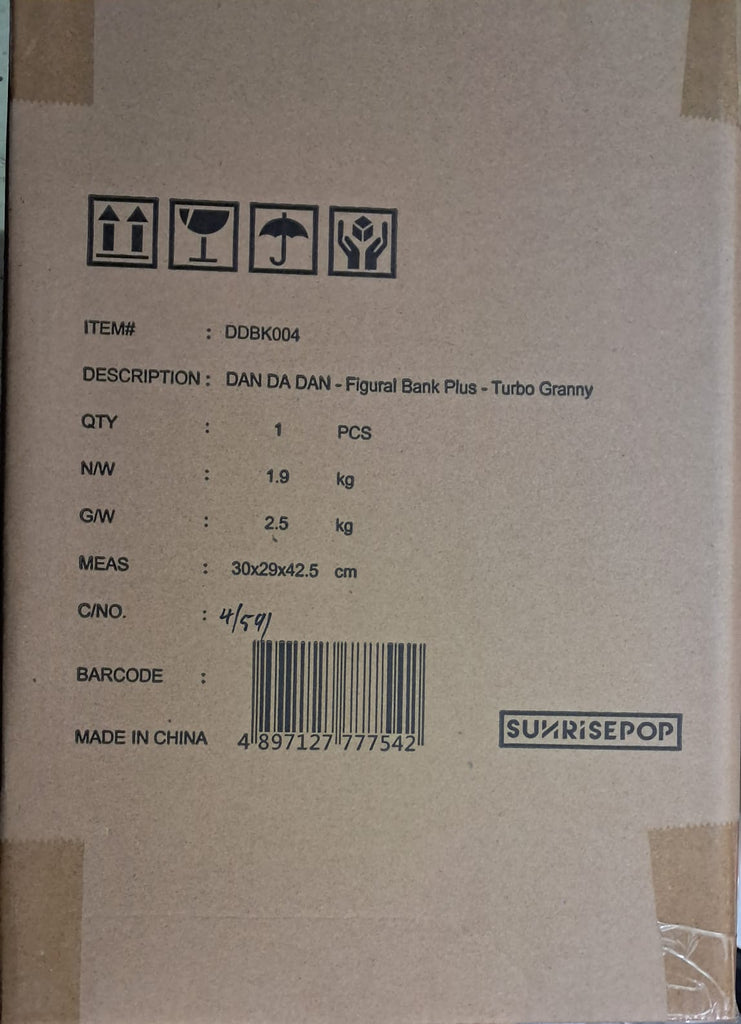 ITEM# : DDBK004
DESCRIPTION : DAN DA DAN - Figural Bank Plus - Turbo Granny
QTY : 1 PCS
N/W : 1.9 kg
G/W : 2.5 kg
MEAS : 30x29x42.5 cm
C/NO. : 4/591
BARCODE :
MADE IN CHINA
4 897127 777542
SUNRISEPOP